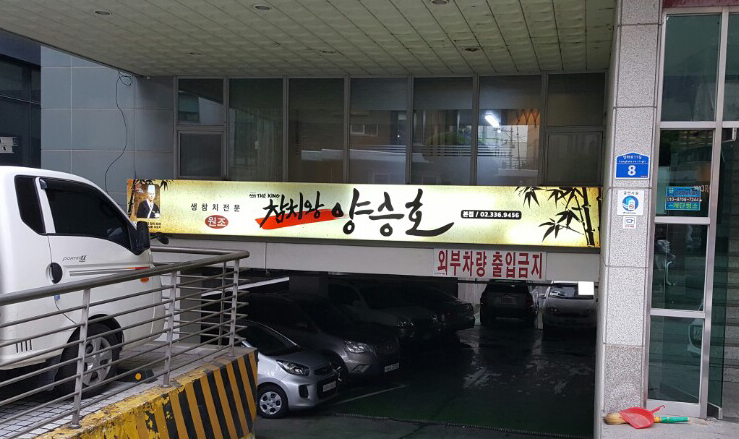 THE KING
생참치전문
원조
참치왕 양승호
본점 / 02.336.9456
외부차량 출입금지
8